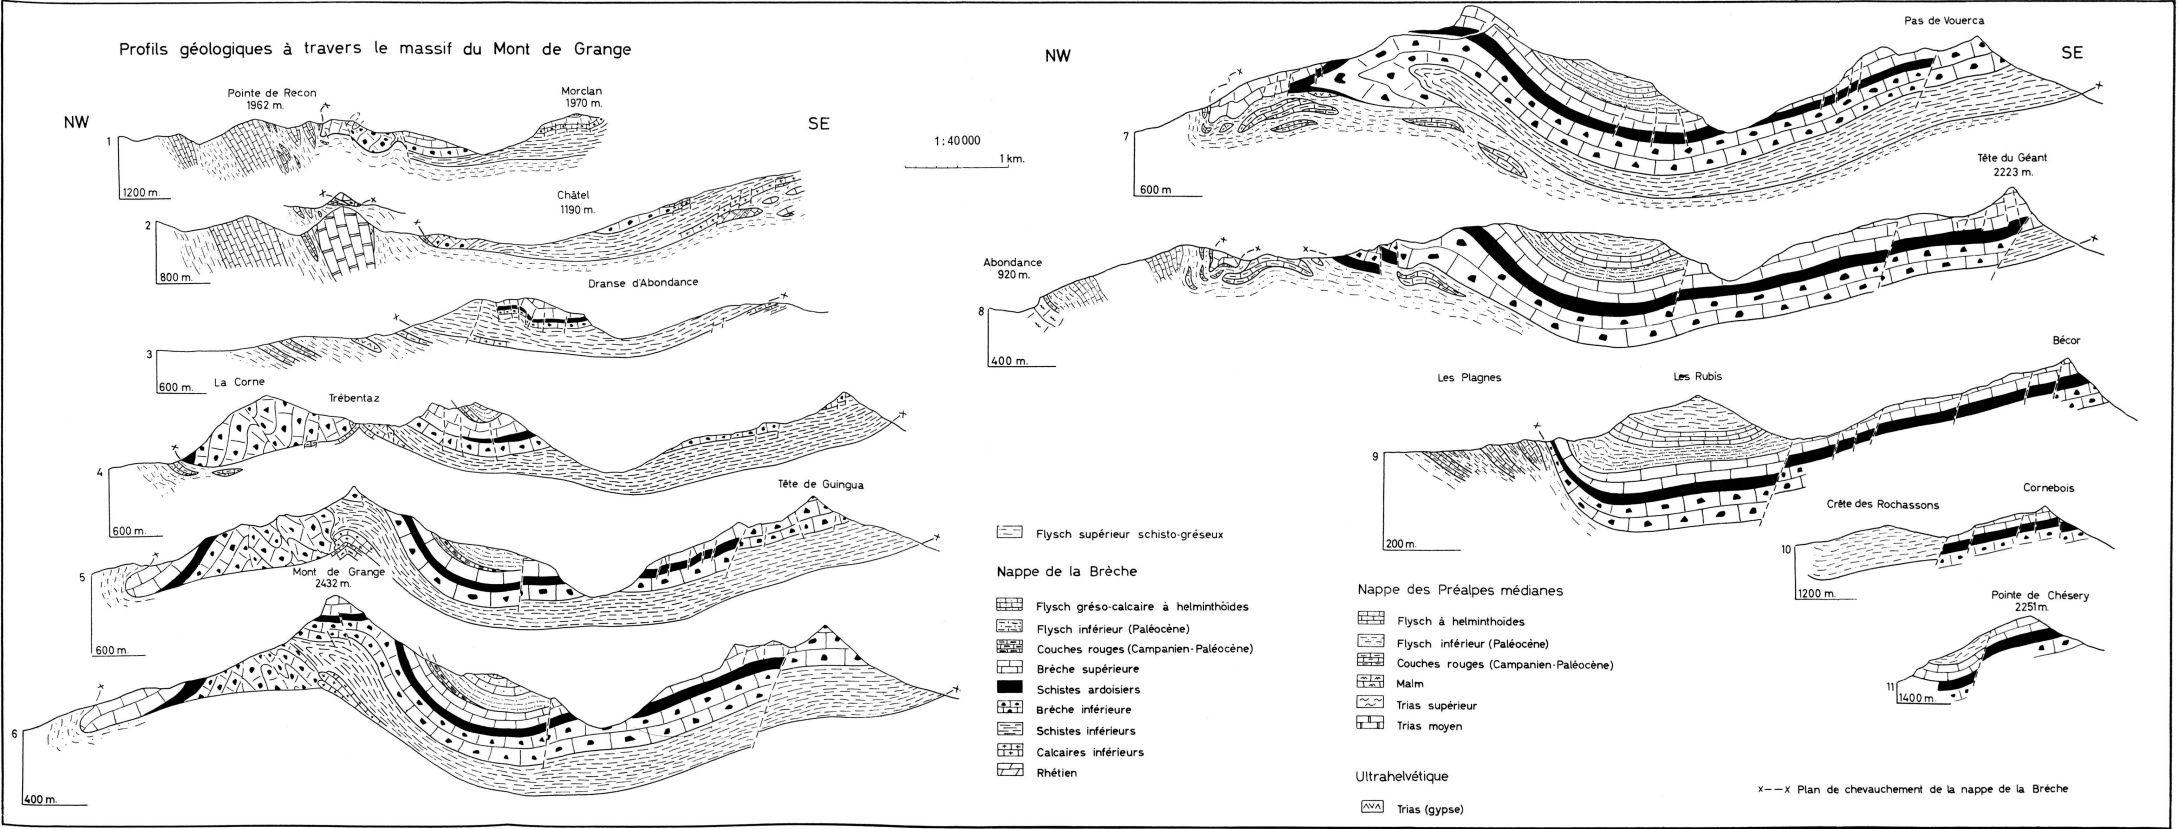 Profils géologiques à travers le massif du Mont de Grange
NW
SE
Pointe de Recon
1962 m.
Morclan
1970 m.
1
1200 m.
Châtel
1190 m.
2
800 m.
Dranse d'Abondance
3
600 m.
La Corne
Trébentaz
4
600 m.
Tête de Guingua
5
600 m.
Mont de Grange
2432 m.
6
400 m.
1:40000
1 km.
NW
SE
Pas de Vouerca
7
600 m.
Tête du Géant
2223 m.
Abondance
920 m.
8
400 m.
Bécor
Les Plagnes
Les Rubis
9
200 m.
Crête des Rochassons
Cornebois
10
1200 m.
Pointe de Chésery
2251 m.
11
1400 m.
Flysch supérieur schisto-gréseux
Nappe de la Brèche
Flysch gréso-calcaire à helminthòides
Flysch inférieur (Paléocène)
Couches rouges (Campanien-Paléocène)
Brèche supérieure
Schistes ardoisiers
Brèche inférieure
Schistes inférieurs
Calcaires inférieurs
Rhétien
Nappe des Préalpes médianes
Flysch à helminthoides
Flysch inférieur (Paléocène)
Couches rouges (Campanien-Paléocène)
Malm
Trias supérieur
Trias moyen
Ultrahelvétique
Trias (gypse)
x--x Plan de chevauchement de la nappe de la Brèche